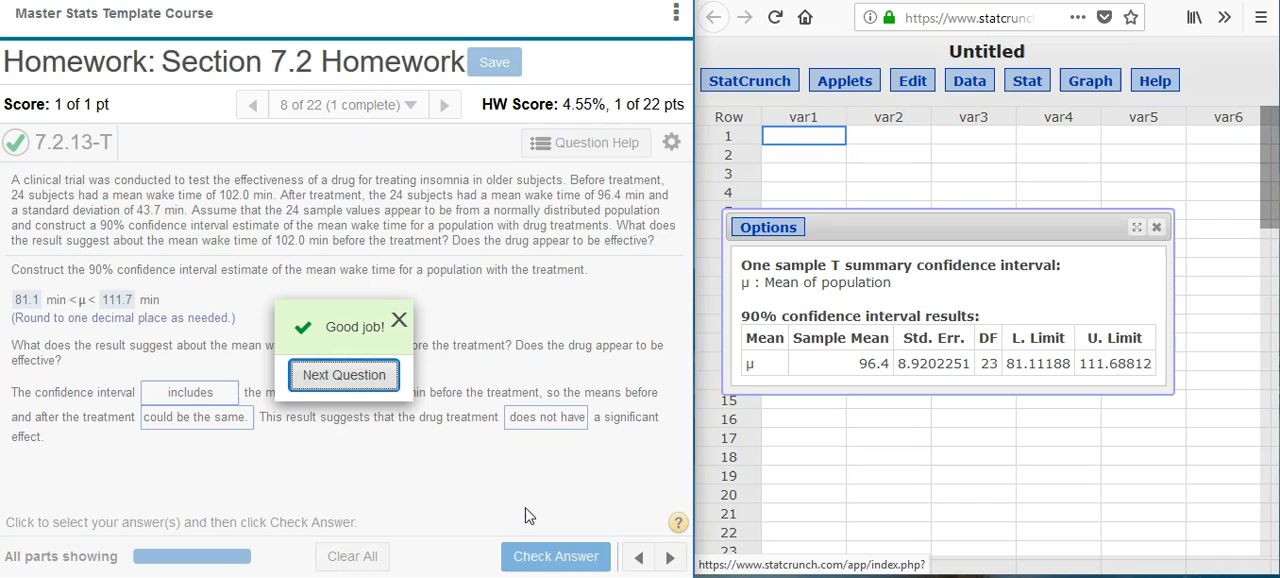 Master Stats Template Course
Homework: Section 7.2 Homework
Save
Score: 1 of 1 pt
8 of 22 (1 complete)
HW Score: 4.55%, 1 of 22 pts
7.2.13-T
Question Help
A clinical trial was conducted to test the effectiveness of a drug for treating insomnia in older subjects. Before treatment,
24 subjects had a mean wake time of 102.0 min. After treatment, the 24 subjects had a mean wake time of 96.4 min and
a standard deviation of 43.7 min. Assume that the 24 sample values appear to be from a normally distributed population
and construct a 90% confidence interval estimate of the mean wake time for a population with drug treatments. What does
the result suggest about the mean wake time of 102.0 min before the treatment? Does the drug appear to be effective?
Construct the 90% confidence interval estimate of the mean wake time for a population with the treatment.
81.1 min < μ < 111.7 min
(Round to one decimal place as needed.)
What does the result suggest about the mean w
ore the treatment? Does the drug appear to be
effective?
Good job!
Next Question
The confidence interval includes the m
in before the treatment, so the means before
and after the treatment could be the same. This result suggests that the drug treatment does not have a significant
effect.
Click to select your answer(s) and then click Check Answer.
?
All parts showing
Clear All
Check Answer
https://www.statcrunc
Untitled
StatCrunch
Applets
Edit
Data
Stat
Graph
Help
Row var1 var2 var3 var4 var5 var6
1
2
3
4
Options
One sample T summary confidence interval:
μ : Mean of population
90% confidence interval results:
Mean Sample Mean Std. Err. DF L. Limit U. Limit
μ 96.4 8.9202251 23 81.11188 111.68812
15
16
17
18
19
20
21
22
23
https://www.statcrunch.com/app/index.php?